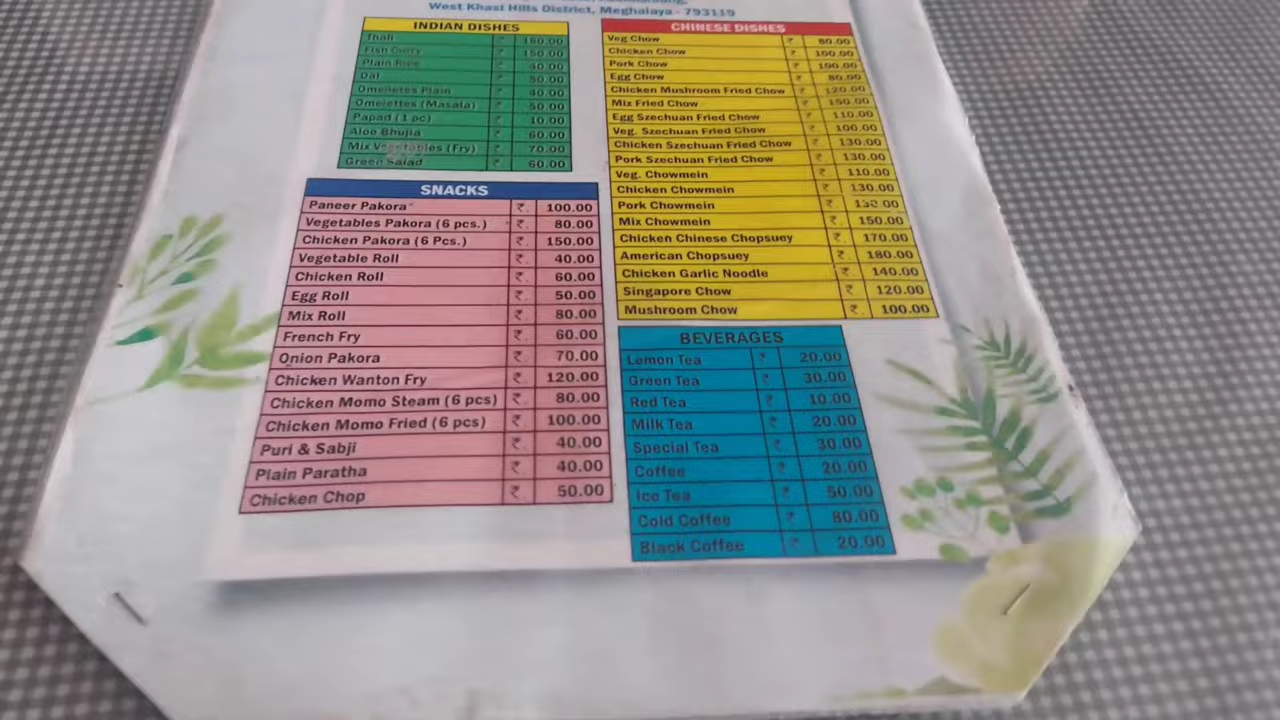 West Khasi Hills District, Meghalaya - 793119
INDIAN DISHES
Thali ₹ 150.00
Fish Curry ₹ 150.00
Plain Rice ₹ 40.00
Dal ₹ 50.00
Omelletes Plain ₹ 40.00
Omelettes (Masala) ₹ 50.00
Papad (1 pc) ₹ 10.00
Aloo Bhujia ₹ 60.00
Mix Vegetables (Fry) ₹ 70.00
Green Salad ₹ 60.00
SNACKS
Paneer Pakora ₹. 100.00
Vegetables Pakora (6 pcs.) ₹. 80.00
Chicken Pakora (6 Pcs.) ₹. 150.00
Vegetable Roll ₹. 40.00
Chicken Roll ₹. 60.00
Egg Roll ₹. 50.00
Mix Roll ₹. 80.00
French Fry ₹. 60.00
Onion Pakora ₹. 70.00
Chicken Wanton Fry ₹. 120.00
Chicken Momo Steam (6 pcs) ₹. 80.00
Chicken Momo Fried (6 pcs) ₹. 100.00
Puri & Sabji ₹. 40.00
Plain Paratha ₹. 40.00
Chicken Chop ₹. 50.00
CHINESE DISHES
Veg Chow ₹ 80.00
Chicken Chow ₹ 100.00
Pork Chow ₹ 100.00
Egg Chow ₹ 80.00
Chicken Mushroom Fried Chow ₹ 120.00
Mix Fried Chow ₹ 150.00
Egg Szechuan Fried Chow ₹ 110.00
Veg. Szechuan Fried Chow ₹ 100.00
Chicken Szechuan Fried Chow ₹ 130.00
Pork Szechuan Fried Chow ₹ 130.00
Veg. Chowmein ₹ 110.00
Chicken Chowmein ₹ 130.00
Pork Chowmein ₹ 130.00
Mix Chowmein ₹ 150.00
Chicken Chinese Chopsuey ₹. 170.00
American Chopsuey ₹. 180.00
Chicken Garlic Noodle ₹. 140.00
Singapore Chow ₹. 120.00
Mushroom Chow ₹. 100.00
BEVERAGES
Lemon Tea ₹ 20.00
Green Tea ₹ 30.00
Red Tea ₹ 10.00
Milk Tea ₹ 20.00
Special Tea ₹ 30.00
Coffee ₹ 20.00
Ice Tea ₹ 50.00
Cold Coffee ₹ 80.00
Black Coffee ₹ 20.00